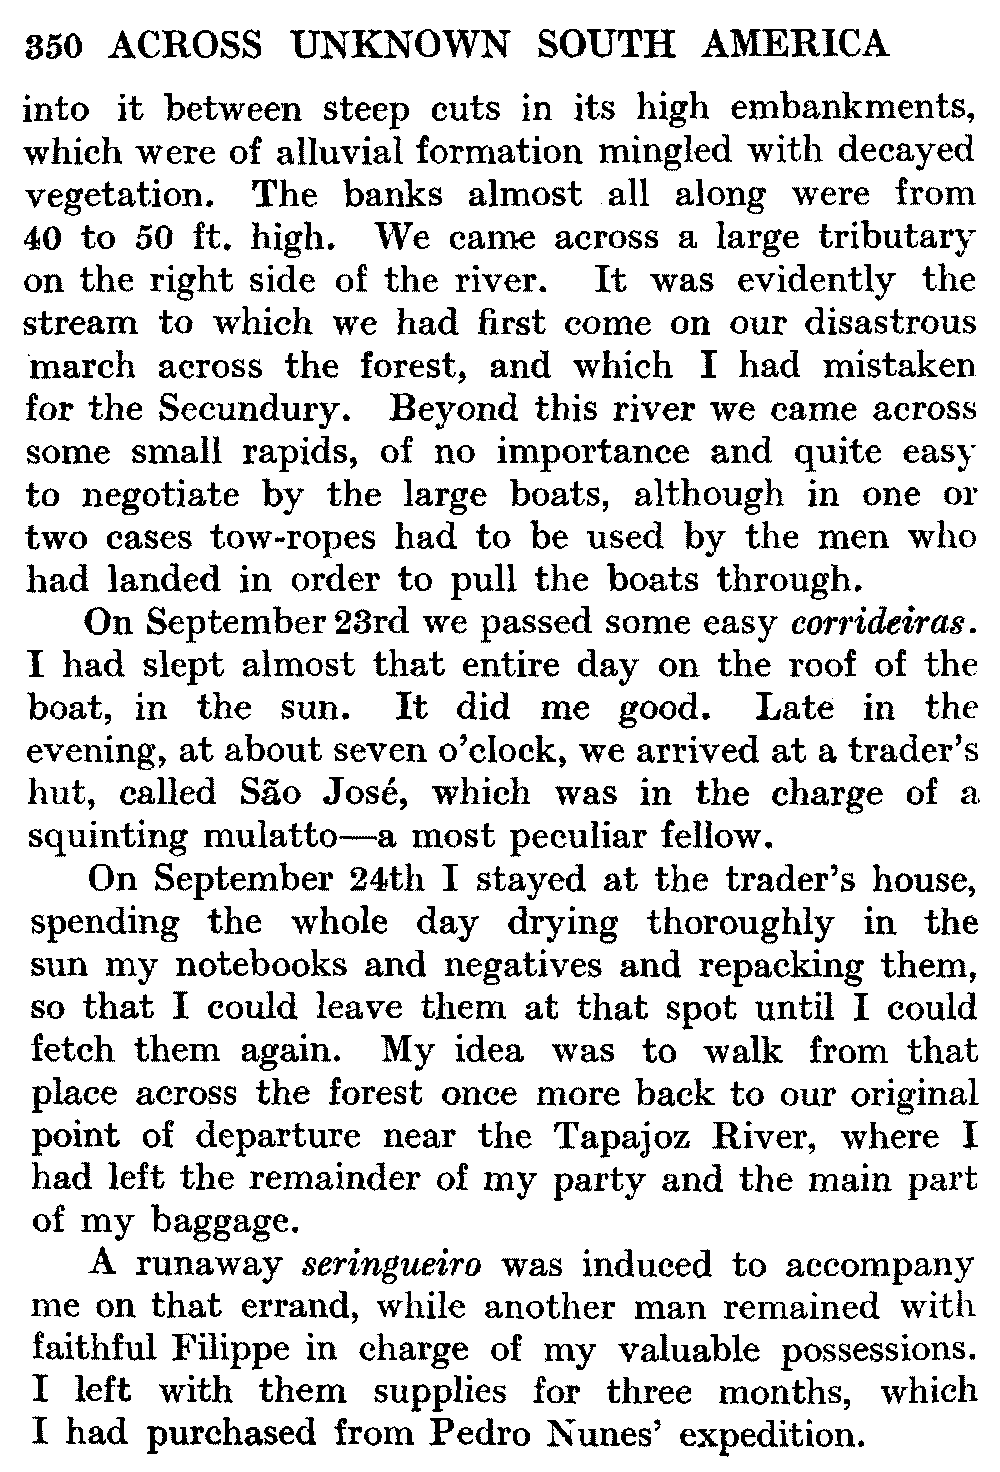 350 ACROSS UNKNOWN SOUTH AMERICA
into it between steep cuts in its high embankments,
which were of alluvial formation mingled with decayed
vegetation. The banks almost all along were from
40 to 50 ft. high. We came across a large tributary
on the right side of the river. It was evidently the
stream to which we had first come on our disastrous
march across the forest, and which I had mistaken
for the Secundury. Beyond this river we came across
some small rapids, of no importance and quite easy
to negotiate by the large boats, although in one or
two cases tow-ropes had to be used by the men who
had landed in order to pull the boats through.
On September 23rd we passed some easy corrideiras.
I had slept almost that entire day on the roof of the
boat, in the sun. It did me good. Late in the
evening, at about seven o'clock, we arrived at a trader's
hut, called São José, which was in the charge of a
squinting mulatto—a most peculiar fellow.
On September 24th I stayed at the trader's house,
spending the whole day drying thoroughly in the
sun my notebooks and negatives and repacking them,
so that I could leave them at that spot until I could
fetch them again. My idea was to walk from that
place across the forest once more back to our original
point of departure near the Tapajoz River, where I
had left the remainder of my party and the main part
of my baggage.
A runaway seringueiro was induced to accompany
me on that errand, while another man remained with
faithful Filippe in charge of my valuable possessions.
I left with them supplies for three months, which
I had purchased from Pedro Nunes' expedition.